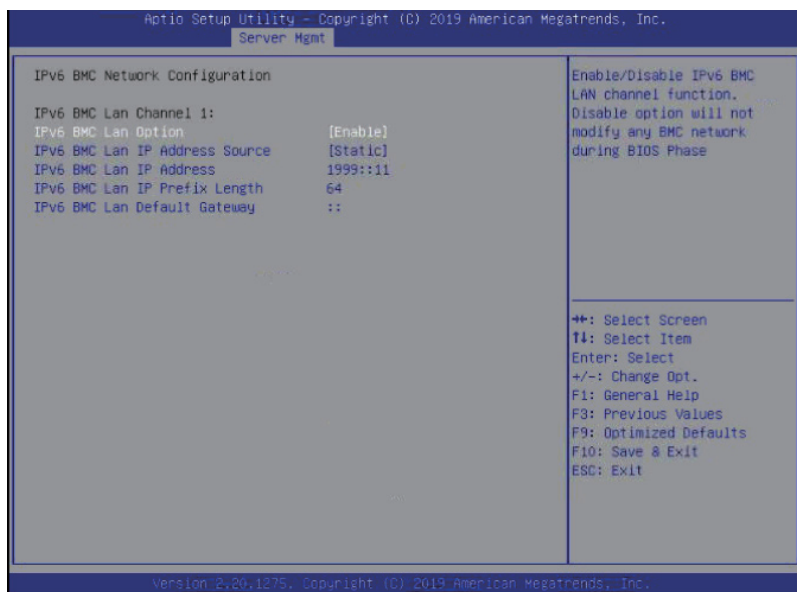 Aptio Setup Utility - Copyright (C) 2019 American Megatrends, Inc.
Server Mgmt
IPv6 BMC Network Configuration
IPv6 BMC Lan Channel 1:
IPv6 BMC Lan Option [Enable]
IPv6 BMC Lan IP Address Source [Static]
IPv6 BMC Lan IP Address 1999::11
IPv6 BMC Lan IP Prefix Length 64
IPv6 BMC Lan Default Gateway ::
Enable/Disable IPv6 BMC
LAN channel function.
Disable option will not
modify any BMC network
during BIOS Phase
→←: Select Screen
↑↓: Select Item
Enter: Select
+/-: Change Opt.
F1: General Help
F3: Previous Values
F9: Optimized Defaults
F10: Save & Exit
ESC: Exit
Version 2.20.1275. Copyright (C) 2019 American Megatrends, Inc.